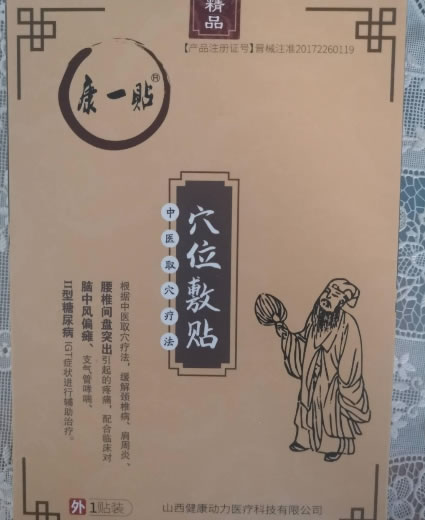 精品
【产品注册证号】晋械注准20172260119
康一贴®
穴位敷贴
中医取穴疗法
根据中医取穴疗法，缓解颈椎病、肩周炎、
腰椎间盘突出引起的疼痛，配合临床对
脑中风偏瘫、支气管哮喘、
II型糖尿病IGT症状进行辅助治疗。
外 1贴装
山西健康动力医疗科技有限公司